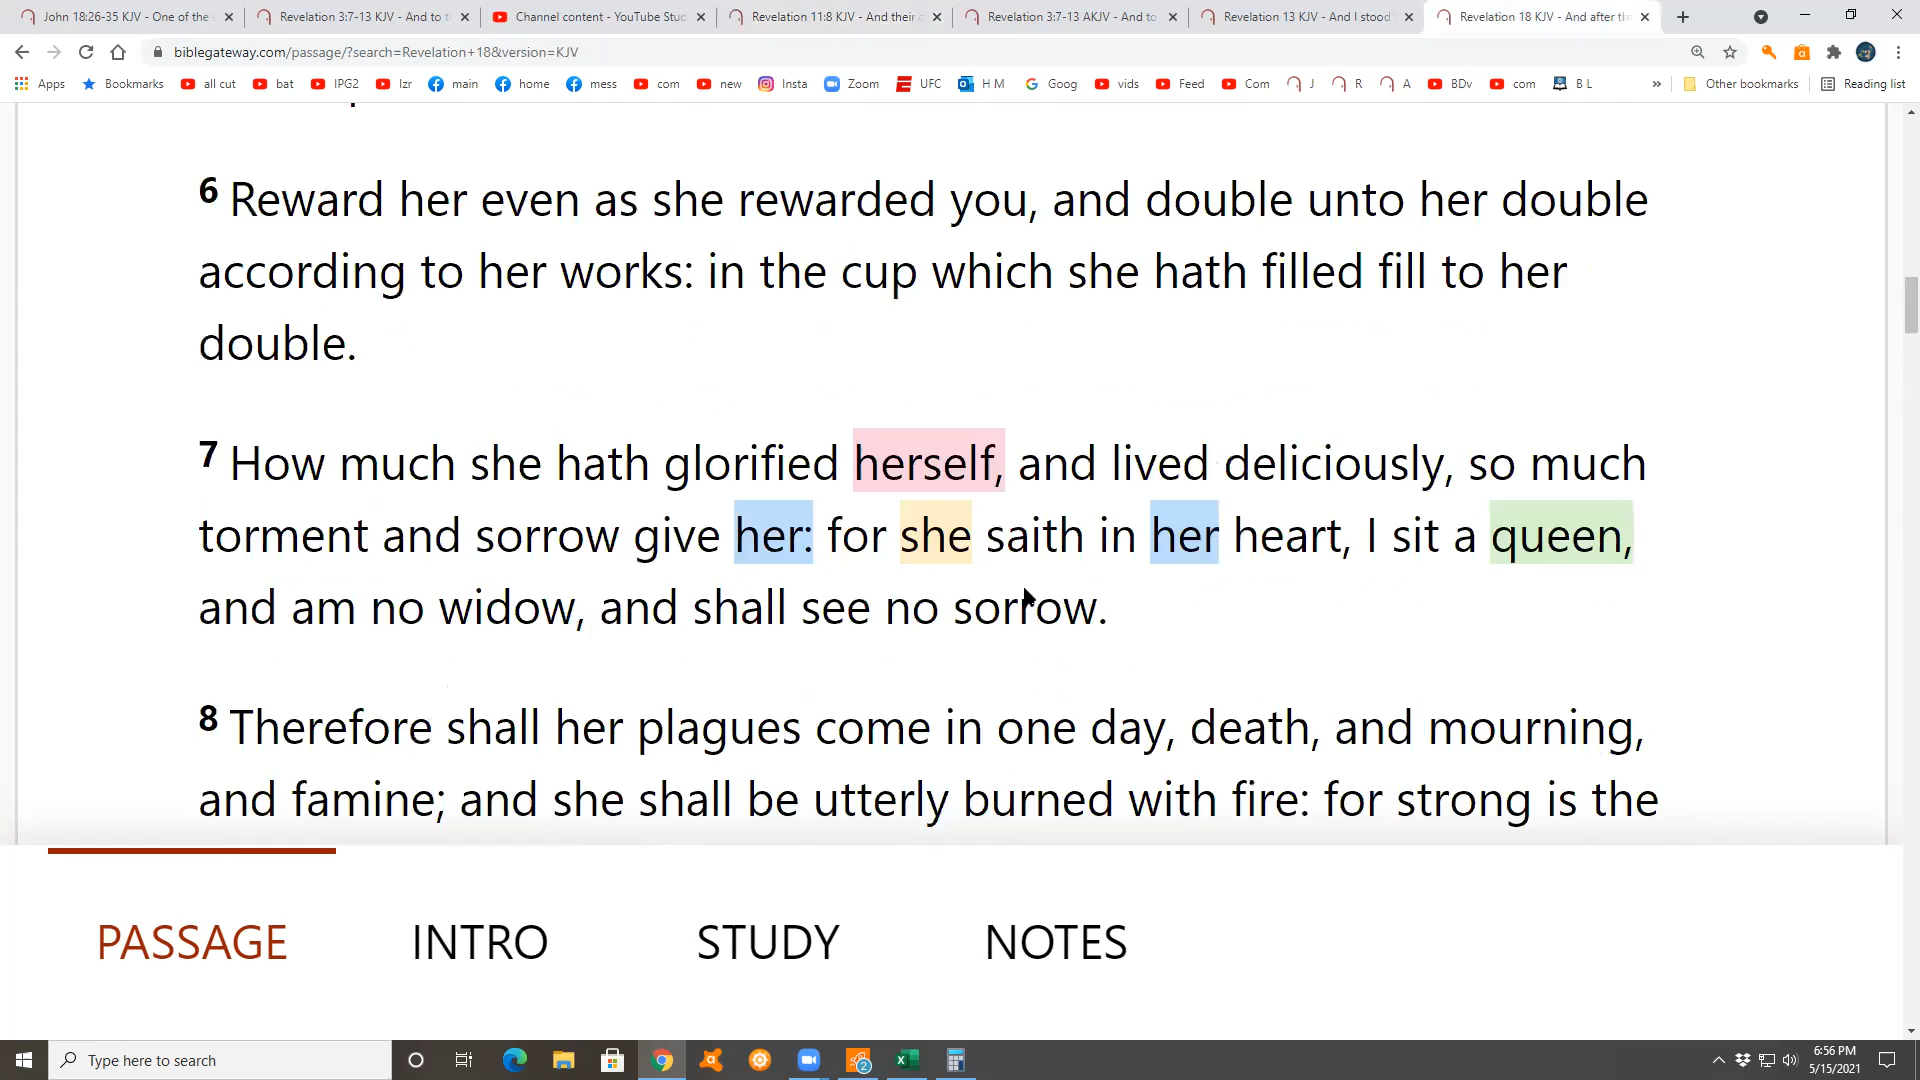 John 18:26-35 KJV - One of the
Revelation 3:7-13 KJV - And to t
Channel content - YouTube Stud
Revelation 11:8 KJV - And their
Revelation 3:7-13 AKJV - And to
Revelation 13 KJV - And I stood
Revelation 18 KJV - And after th
biblegateway.com/passage/?search=Revelation+18&version=KJV
Apps Bookmarks all cut bat IPG2 lzr main home mess com new Insta Zoom UFC H M Goog vids Feed Com J R A BDv com B L » Other bookmarks Reading list
6 Reward her even as she rewarded you, and double unto her double
according to her works: in the cup which she hath filled fill to her
double.
7 How much she hath glorified herself, and lived deliciously, so much
torment and sorrow give her: for she saith in her heart, I sit a queen,
and am no widow, and shall see no sorrow.
8 Therefore shall her plagues come in one day, death, and mourning,
and famine; and she shall be utterly burned with fire: for strong is the
PASSAGE INTRO STUDY NOTES
Type here to search
2
6:56 PM
5/15/2021